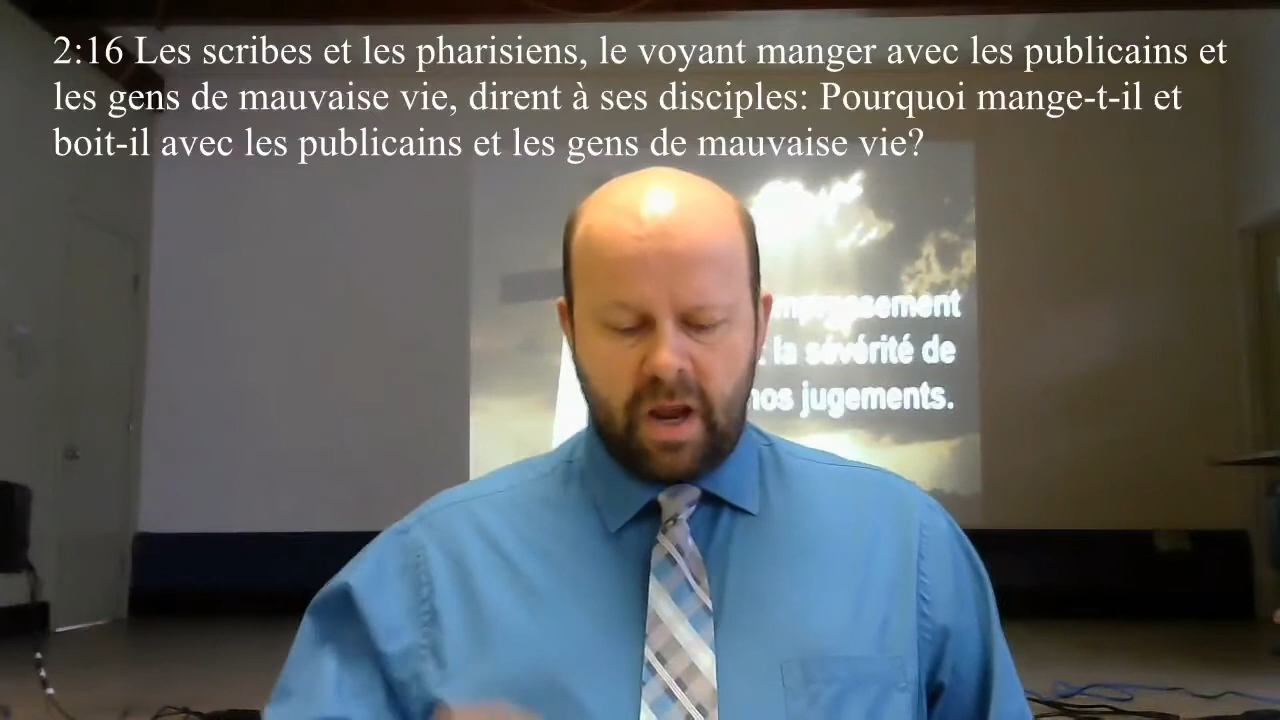 2:16 Les scribes et les pharisiens, le voyant manger avec les publicains et
les gens de mauvaise vie, dirent à ses disciples: Pourquoi mange-t-il et
boit-il avec les publicains et les gens de mauvaise vie?
la sévérité de
nos jugements.